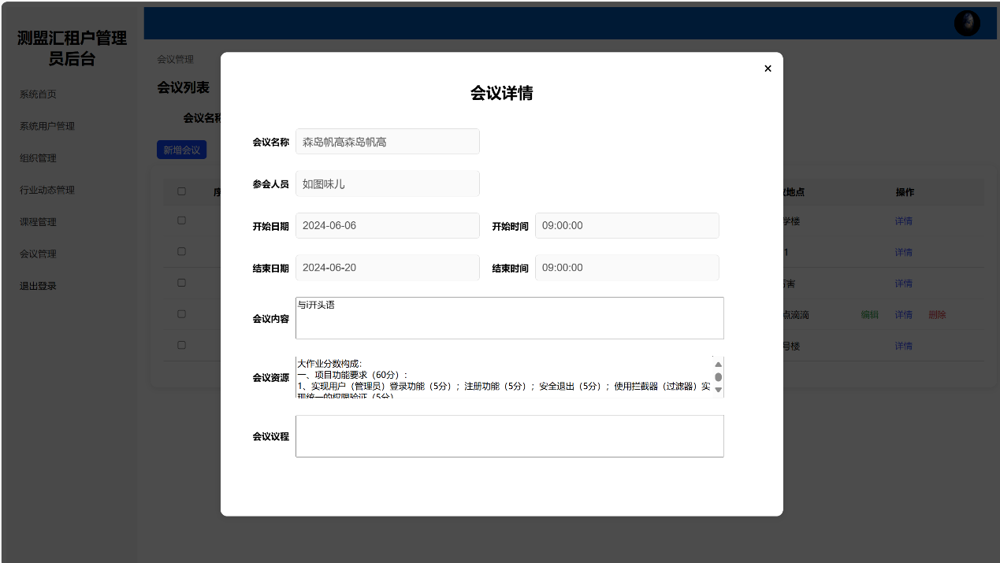 测盟汇租户管理
员后台
系统首页
系统用户管理
组织管理
行业动态管理
课程管理
会议管理
退出登录
会议管理
会议列表
会议名称
新增会议
序
议地点 操作
学楼 详情
1 详情
厉害 详情
点滴滴 编辑 详情 删除
号楼 详情
×
会议详情
会议名称 森岛帆高森岛帆高
参会人员 如图味儿
开始日期 2024-06-06 开始时间 09:00:00
结束日期 2024-06-20 结束时间 09:00:00
会议内容 与i开头语
会议资源
大作业分数构成：
一、项目功能要求（60分）：
1、实现用户（管理员）登录功能（5分）；注册功能（5分）；安全退出（5分）；使用拦截器（过滤器）实
现统一的权限验证（5分）
会议议程